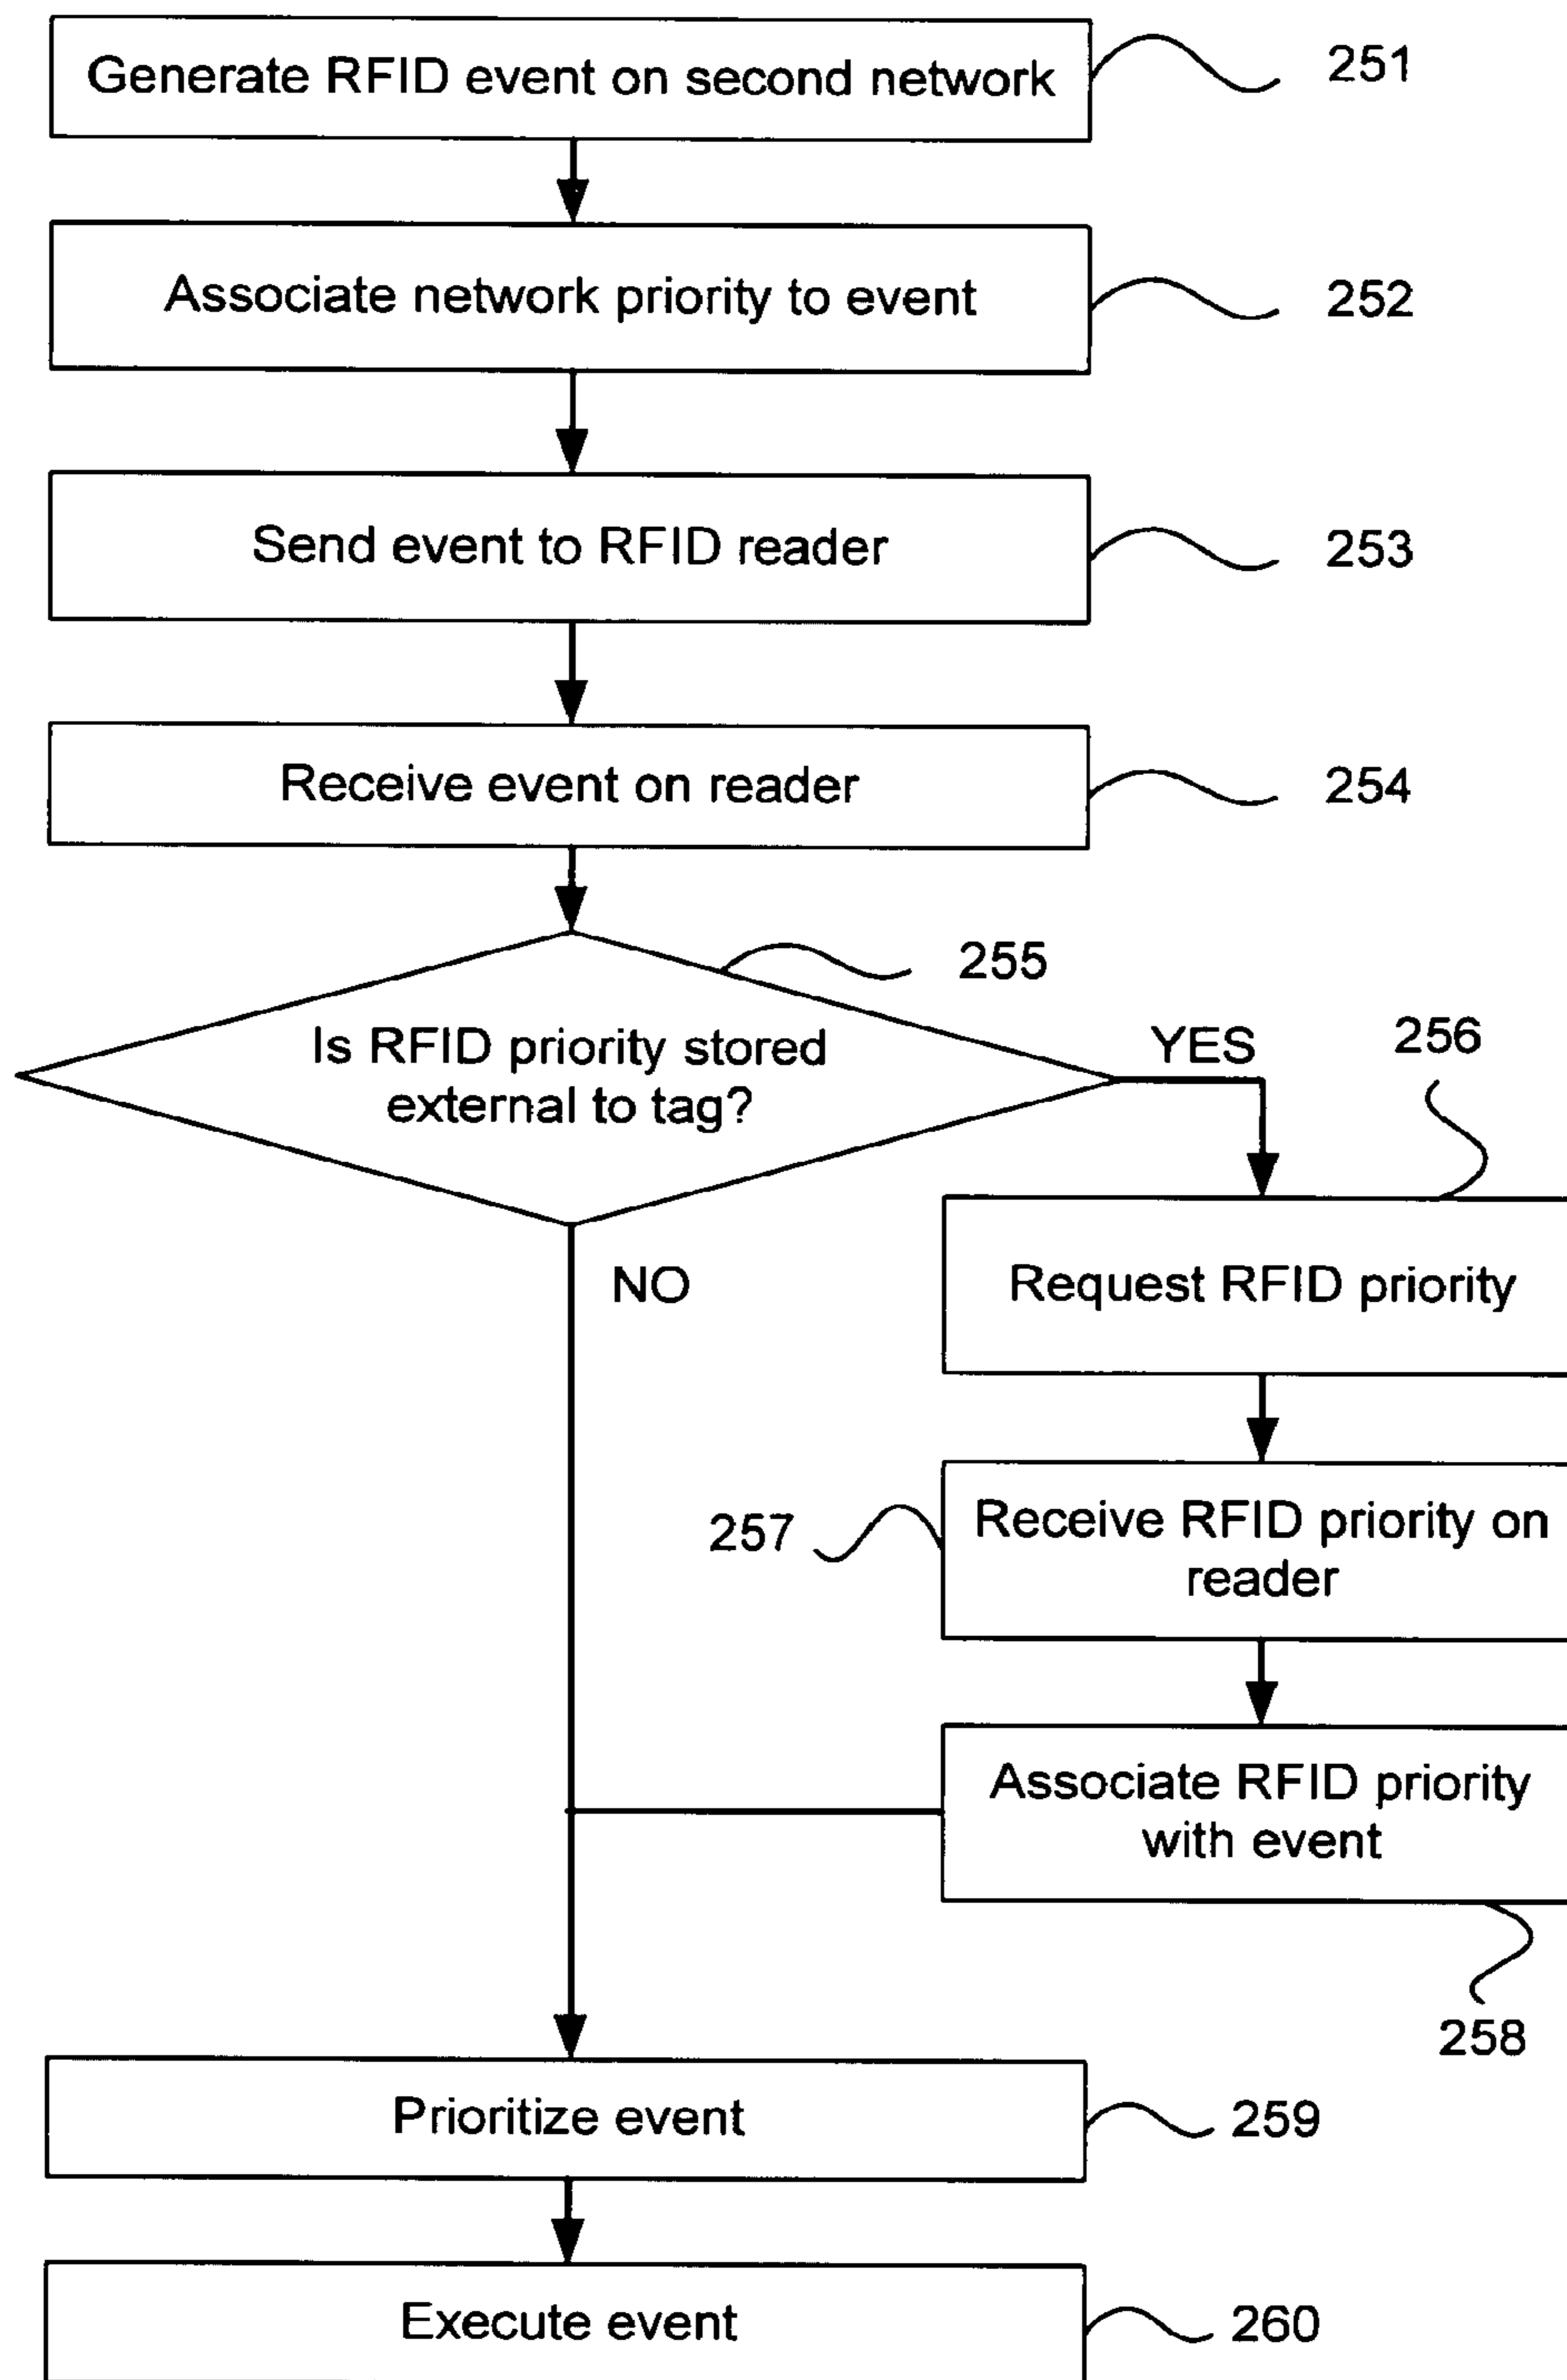 Generate RFID event on second network
251
Associate network priority to event
252
Send event to RFID reader
253
Receive event on reader
254
255
Is RFID priority stored
external to tag?
YES
256
NO
Request RFID priority
257
Receive RFID priority on
reader
Associate RFID priority
with event
258
Prioritize event
259
Execute event
260